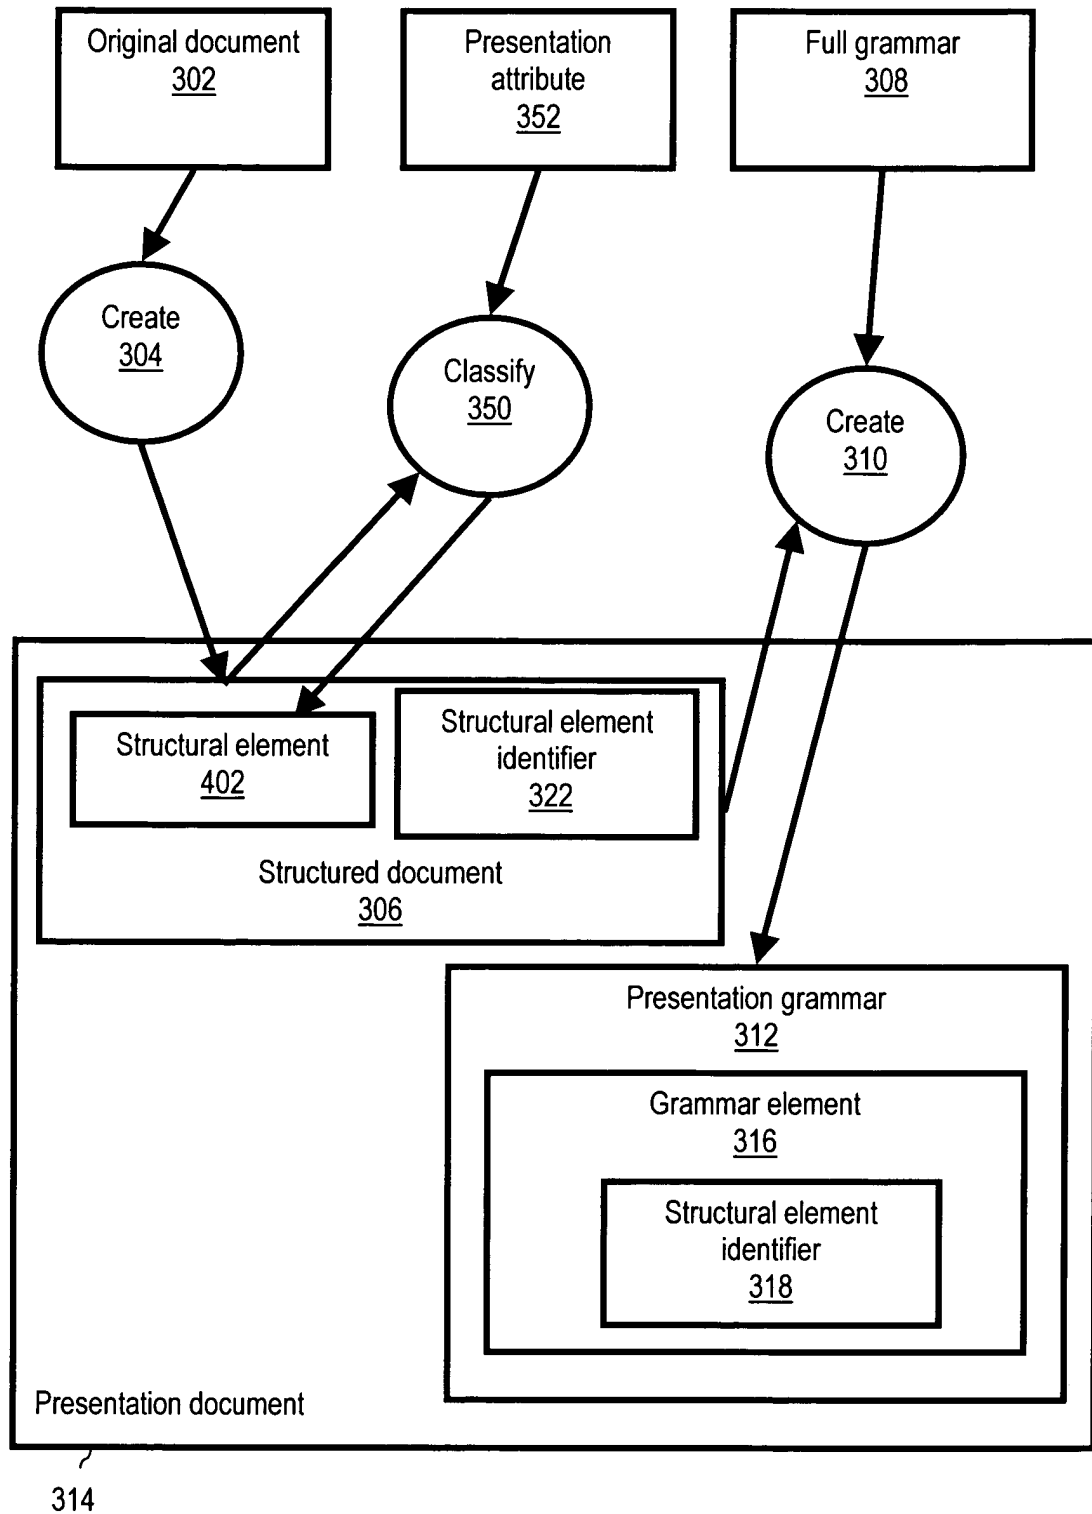 Original document
302
Presentation
attribute
352
Full grammar
308
Create
304
Classify
350
Create
310
Structural element
402
Structural element
identifier
322
Structured document
306
Presentation grammar
312
Grammar element
316
Structural element
identifier
318
Presentation document
314